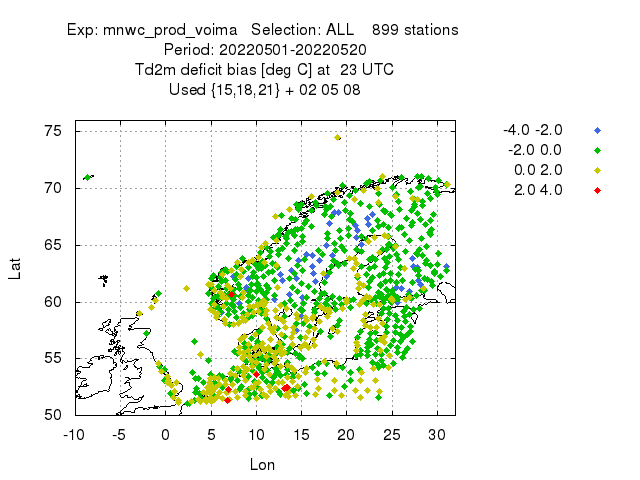 Exp: mnwc_prod_voima   Selection: ALL    899 stations
Period: 20220501-20220520
Td2m deficit bias [deg C] at  23 UTC
Used {15,18,21} + 02 05 08
-4.0 -2.0
-2.0 0.0
0.0 2.0
2.0 4.0
75
70
65
60
55
50
Lat
-10 -5 0 5 10 15 20 25 30
Lon